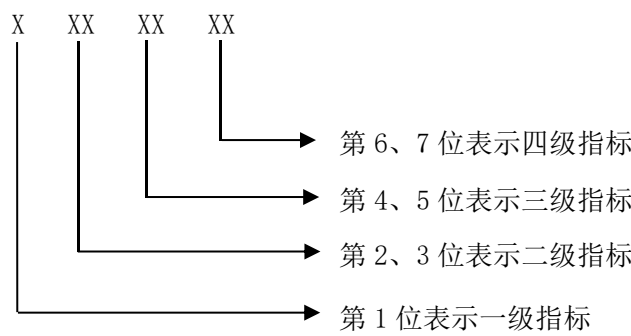 X XX XX XX
第 6、7 位表示四级指标
第 4、5 位表示三级指标
第 2、3 位表示二级指标
第 1 位表示一级指标